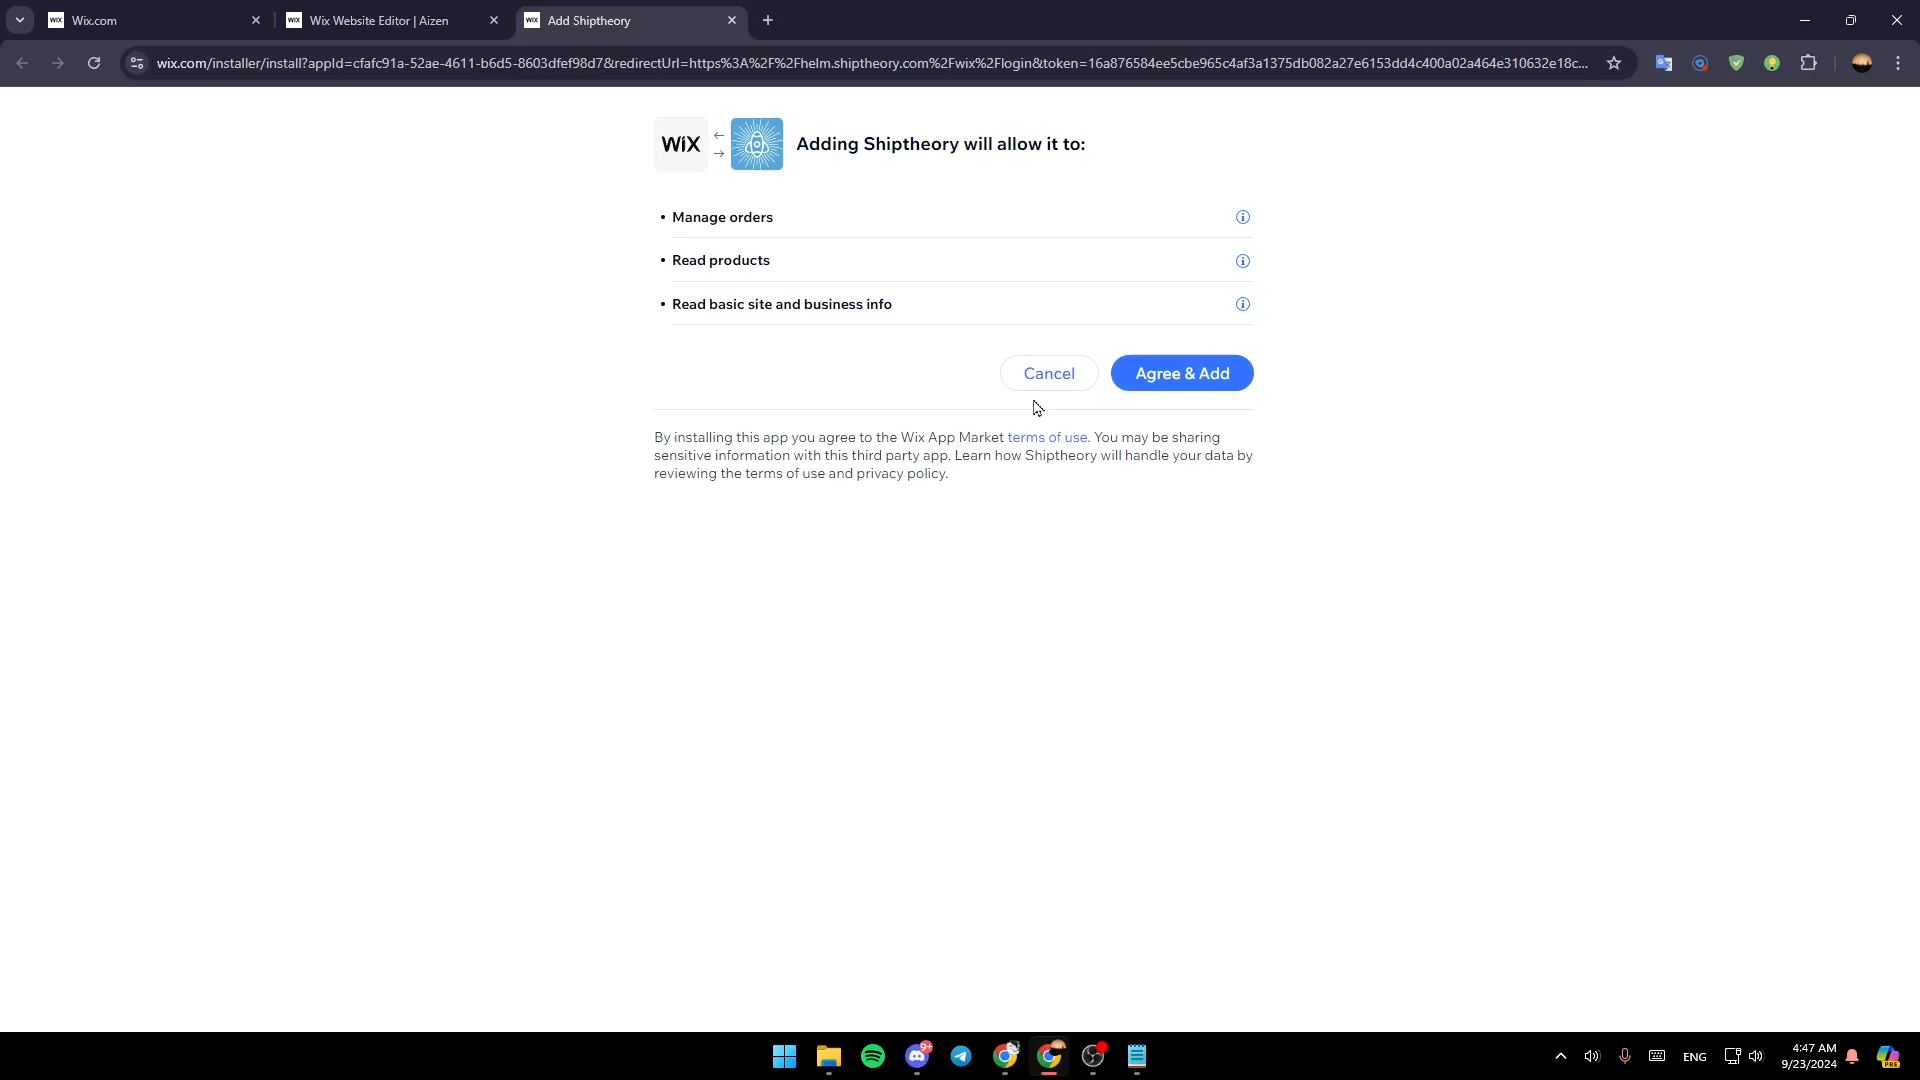 WIX Wix.com
WIX Wix Website Editor | Aizen
WIX Add Shiptheory
wix.com/installer/install?appId=cfafc91a-52ae-4611-b6d5-8603dfef98d7&redirectUrl=https%3A%2F%2Fhelm.shiptheory.com%2Fwix%2Flogin&token=16a876584ee5cbe965c4af3a1375db082a27e6153dd4c400a02a464e310632e18c...
WIX
Adding Shiptheory will allow it to:
• Manage orders
• Read products
• Read basic site and business info
Cancel
Agree & Add
By installing this app you agree to the Wix App Market terms of use. You may be sharing
sensitive information with this third party app. Learn how Shiptheory will handle your data by
reviewing the terms of use and privacy policy.
9+
ENG
4:47 AM
9/23/2024
PRE